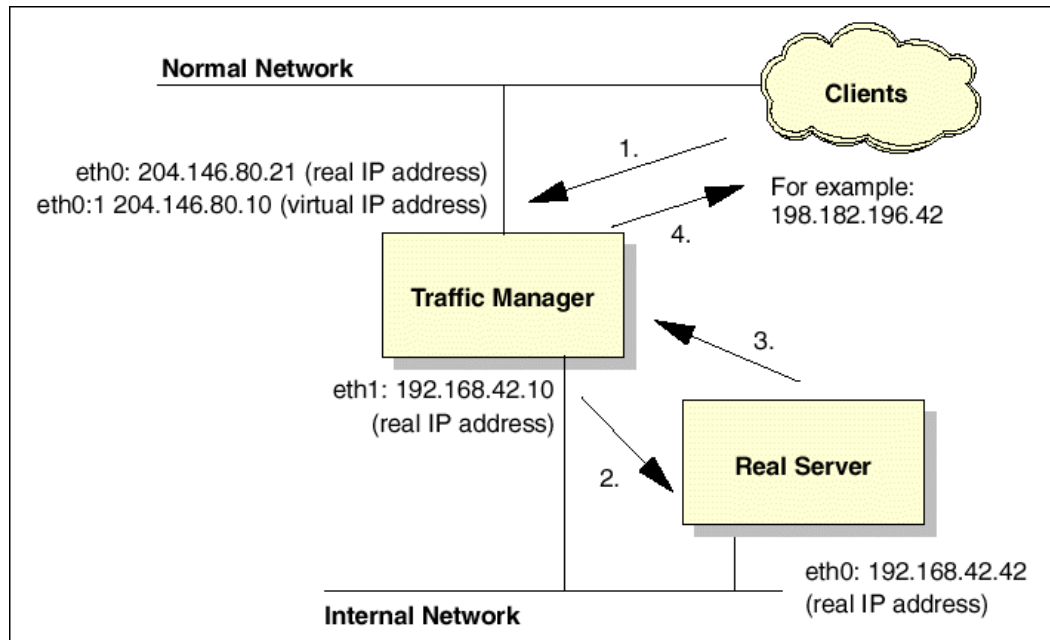 Normal Network
Clients
1.
eth0: 204.146.80.21 (real IP address)
eth0:1 204.146.80.10 (virtual IP address)
For example:
198.182.196.42
4.
Traffic Manager
3.
eth1: 192.168.42.10
(real IP address)
2.
Real Server
eth0: 192.168.42.42
(real IP address)
Internal Network